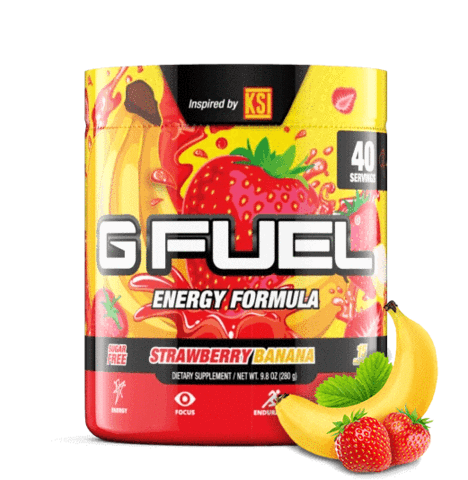 Inspired by KSI
40
SERVINGS
G FUEL
ENERGY FORMULA
SUGAR
FREE
STRAWBERRY BANANA
DIETARY SUPPLEMENT / NET WT. 9.8 OZ (280 g)
ENERGY
FOCUS